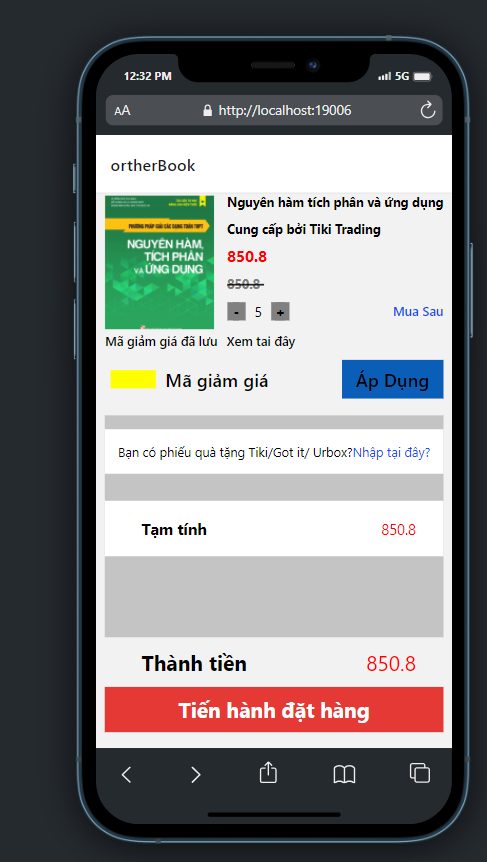 12:32 PM
5G
AA
http://localhost:19006
ortherBook
PHƯƠNG PHÁP GIẢI CÁC DẠNG TOÁN THPT
NGUYÊN HÀM,
TÍCH PHÂN
VÀ ỨNG DỤNG
Nguyên hàm tích phân và ứng dụng
Cung cấp bởi Tiki Trading
850.8
850.8
- 5 +
Mua Sau
Mã giảm giá đã lưu
Xem tai đây
Mã giảm giá
Áp Dụng
Bạn có phiếu quà tặng Tiki/Got it/ Urbox?Nhập tại đây?
Tạm tính
850.8
Thành tiền
850.8
Tiến hành đặt hàng